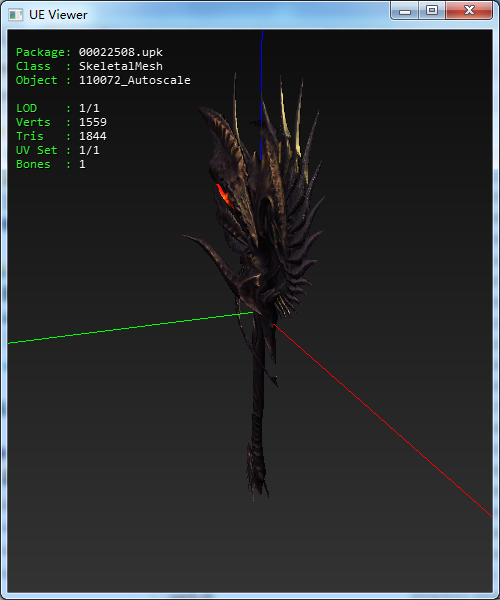 UE Viewer
Package: 00022508.upk
Class  : SkeletalMesh
Object : 110072_Autoscale
LOD    : 1/1
Verts  : 1559
Tris   : 1844
UV Set : 1/1
Bones  : 1